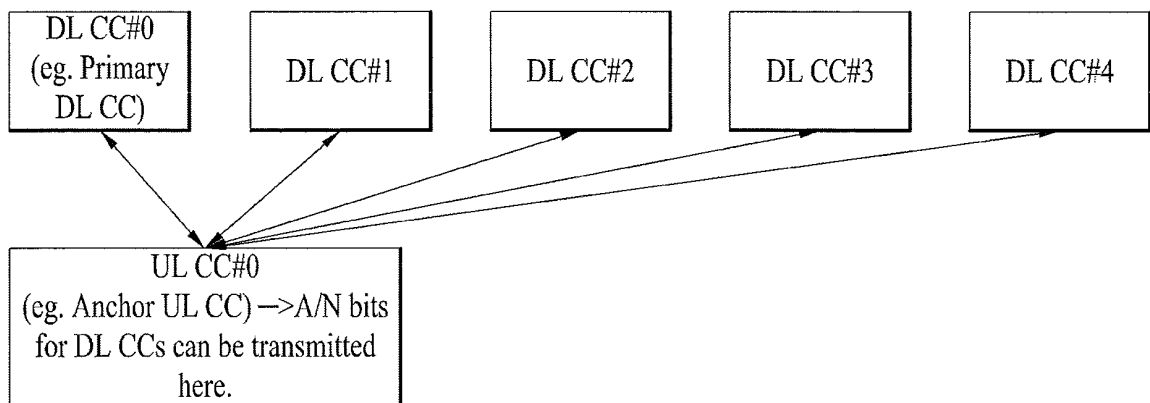 DL CC#0
(eg. Primary
DL CC)
DL CC#1
DL CC#2
DL CC#3
DL CC#4
UL CC#0
(eg. Anchor UL CC) —>A/N bits
for DL CCs can be transmitted
here.